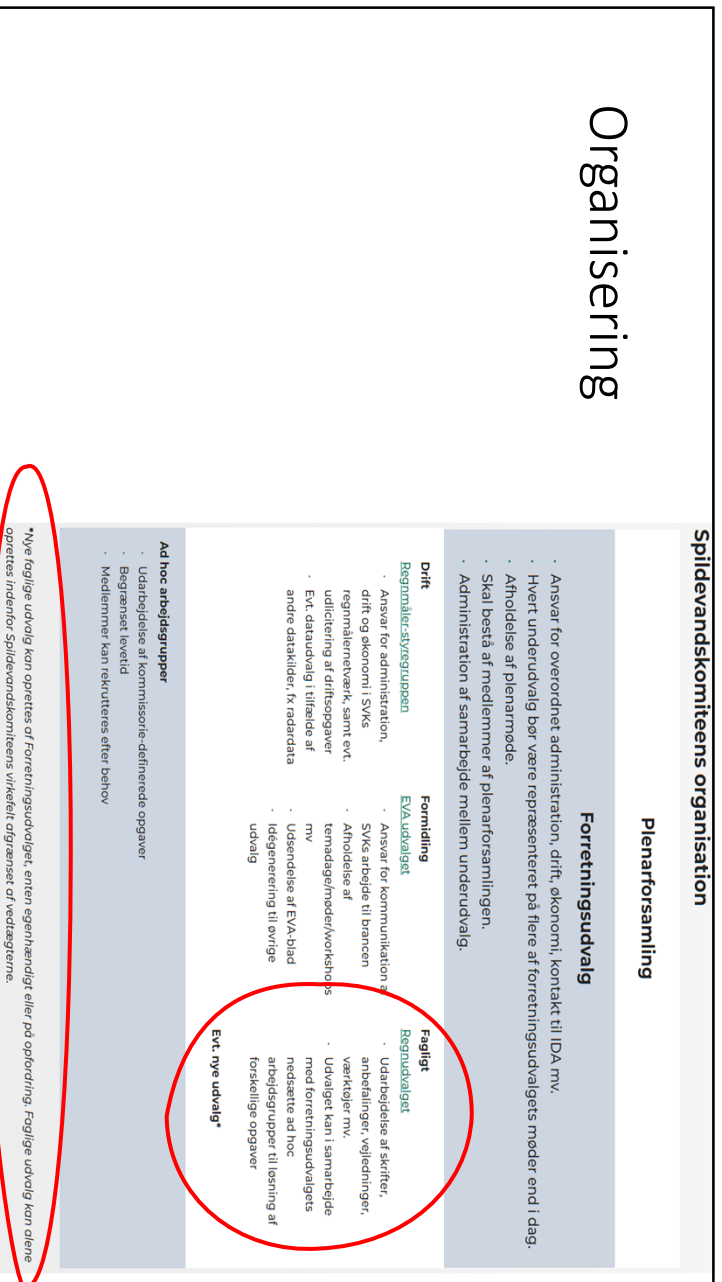 Organisering
Spildevandskomiteens organisation
Plenarforsamling
Forretningsudvalg
· Ansvar for overordnet administration, drift, økonomi, kontakt til IDA mv.
· Hvert underudvalg bør være repræsenteret på flere af forretningsudvalgets møder end i dag.
· Afholdelse af plenarmøde.
· Skal bestå af medlemmer af plenarforsamlingen.
· Administration af samarbejde mellem underudvalg.
Drift
Regnmåler-styregruppen
· Ansvar for administration,
drift og økonomi i SVKs
regnmålernetværk, samt evt.
udlicitering af driftsopgaver
· Evt. dataudvalg i tilfælde af
andre datakilder, fx radardata
Formidling
EVA udvalget
· Ansvar for kommunikation a
SVKs arbejde til brancen
· Afholdelse af
temadage/møder/workshops
mv
· Udsendelse af EVA-blad
· Idégenerering til øvrige
udvalg
Fagligt
Regnudvalget
· Udarbejdelse af skrifter,
anbefalinger, vejledninger,
værktøjer mv.
· Udvalget kan i samarbejde
med forretningsudvalgets
nedsætte ad hoc
arbejdsgrupper til løsning af
forskellige opgaver
Evt. nye udvalg*
Ad hoc arbejdsgrupper
· Udarbejdelse af kommissorie-definerede opgaver
· Begrænset levetid
· Medlemmer kan rekrutteres efter behov
*Nye faglige udvalg kan oprettes af Forretningsudvalget, enten egenhændigt eller på opfordring. Faglige udvalg kan alene
oprettes indenfor Spildevandskomiteens virkefelt afgrænset af vedtægterne.